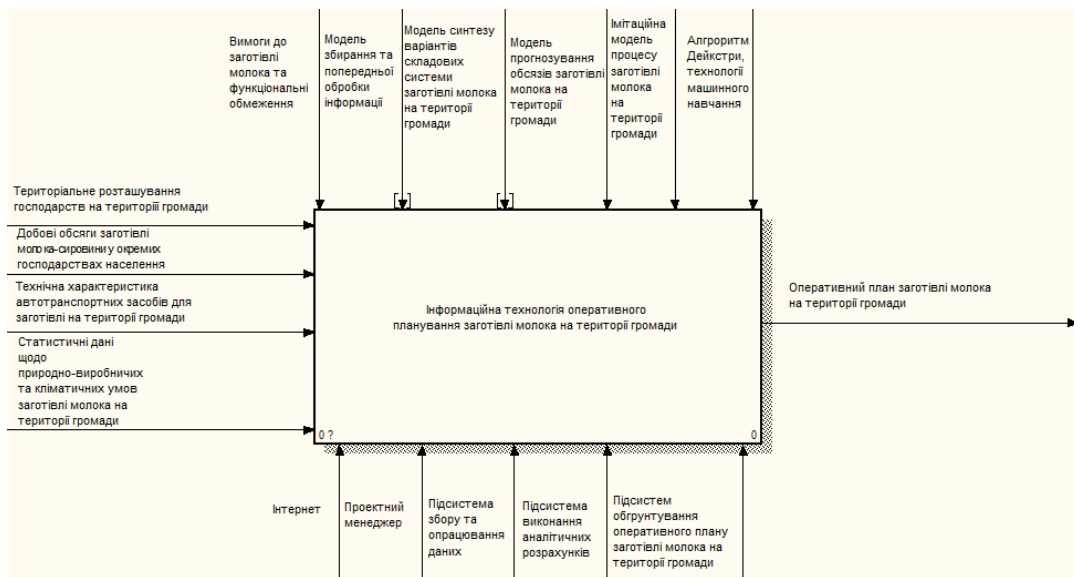 Вимоги до
заготівлі
молока та
функціональні
обмеження
Модель
збирання та
попередньої
обробки
інформації
Модель синтезу
варіантів
складових
системи
заготівлі молока
на території
громади
Модель
прогнозування
обсязів заготівлі
молока на
території
громади
Імітаційна
модель
процесу
заготівлі
молока
на
території
громади
Алгроритм
Дейкстри,
технології
машинного
навчання
Територіальне розташування
господарств на територіїї громади
Добові обсяги заготівлі
молока-сировини у окремих
господарствах населення
Технічна характеристика
автотранспортних засобів для
заготівлі на території громади
Статистичні дані
щодо
природно-виробничих
та кліматичних умов
заготівлі молока на
території громади
Інформаційна технологія оперативного
планування заготівлі молока на території громади
0 ?
0
Оперативний план заготівлі молока
на території громади
Інтернет
Проектний
менеджер
Підсистема
збору та
опрацювання
даних
Підсистема
виконання
аналітичних
розрахунків
Підсистем
обгрунтування
оперативного плану
заготівлі молока на
території громади